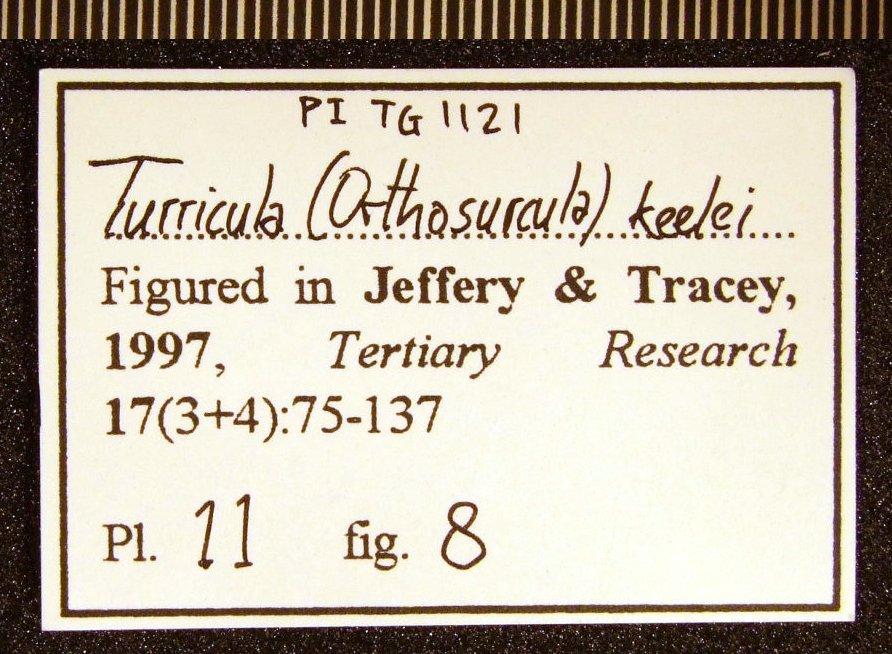 PI TG 1121
Turricula (Orthosurcula) keelei
Figured in Jeffery & Tracey,
1997, Tertiary Research
17(3+4):75-137
Pl. 11 fig. 8